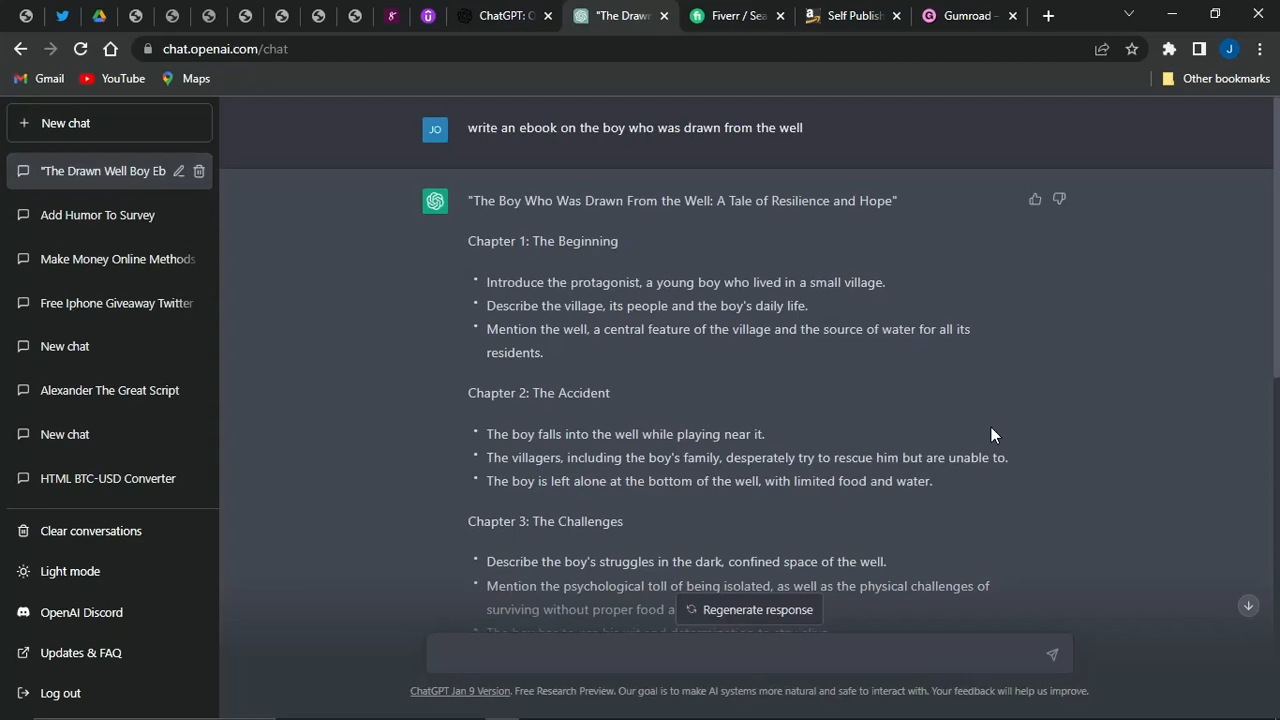 ChatGPT: O
"The Drawn
Fiverr / Sea
Self Publish
Gumroad –
chat.openai.com/chat
J
Gmail
YouTube
Maps
Other bookmarks
New chat
"The Drawn Well Boy Eb
Add Humor To Survey
Make Money Online Methods
Free Iphone Giveaway Twitter
New chat
Alexander The Great Script
New chat
HTML BTC-USD Converter
Clear conversations
Light mode
OpenAI Discord
Updates & FAQ
Log out
JO
write an ebook on the boy who was drawn from the well
"The Boy Who Was Drawn From the Well: A Tale of Resilience and Hope"
Chapter 1: The Beginning
Introduce the protagonist, a young boy who lived in a small village.
Describe the village, its people and the boy's daily life.
Mention the well, a central feature of the village and the source of water for all its
residents.
Chapter 2: The Accident
The boy falls into the well while playing near it.
The villagers, including the boy's family, desperately try to rescue him but are unable to.
The boy is left alone at the bottom of the well, with limited food and water.
Chapter 3: The Challenges
Describe the boy's struggles in the dark, confined space of the well.
Mention the psychological toll of being isolated, as well as the physical challenges of
surviving without proper food a
Regenerate response
ChatGPT Jan 9 Version. Free Research Preview. Our goal is to make AI systems more natural and safe to interact with. Your feedback will help us improve.